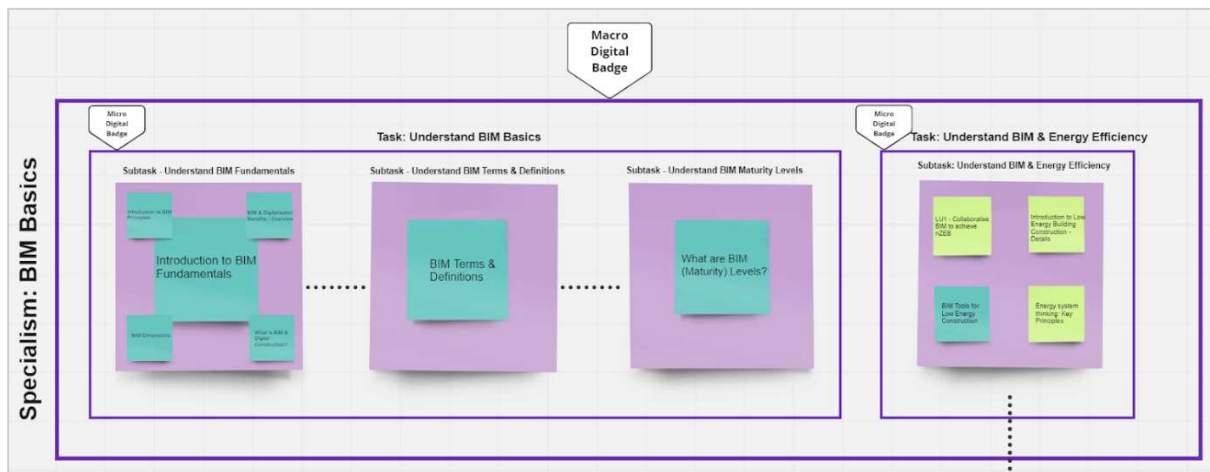 Macro
Digital
Badge
Specialism: BIM Basics
Micro
Digital
Badge
Task: Understand BIM Basics
Subtask - Understand BIM Fundamentals
Introduction to BIM
Principles
BIM & Digitalisation
Benefits - Overview
Introduction to BIM
Fundamentals
BIM Dimensions
What is BIM &
Digital
Construction?
Subtask - Understand BIM Terms & Definitions
BIM Terms &
Definitions
Subtask - Understand BIM Maturity Levels
What are BIM
(Maturity) Levels?
Micro
Digital
Badge
Task: Understand BIM & Energy Efficiency
Subtask: Understand BIM & Energy Efficiency
LU1 - Collaborative
BIM to achieve
nZEB
Introduction to Low
Energy Building
Construction -
Details
BIM Tools for
Low Energy
Construction
Energy system
thinking: Key
Principles